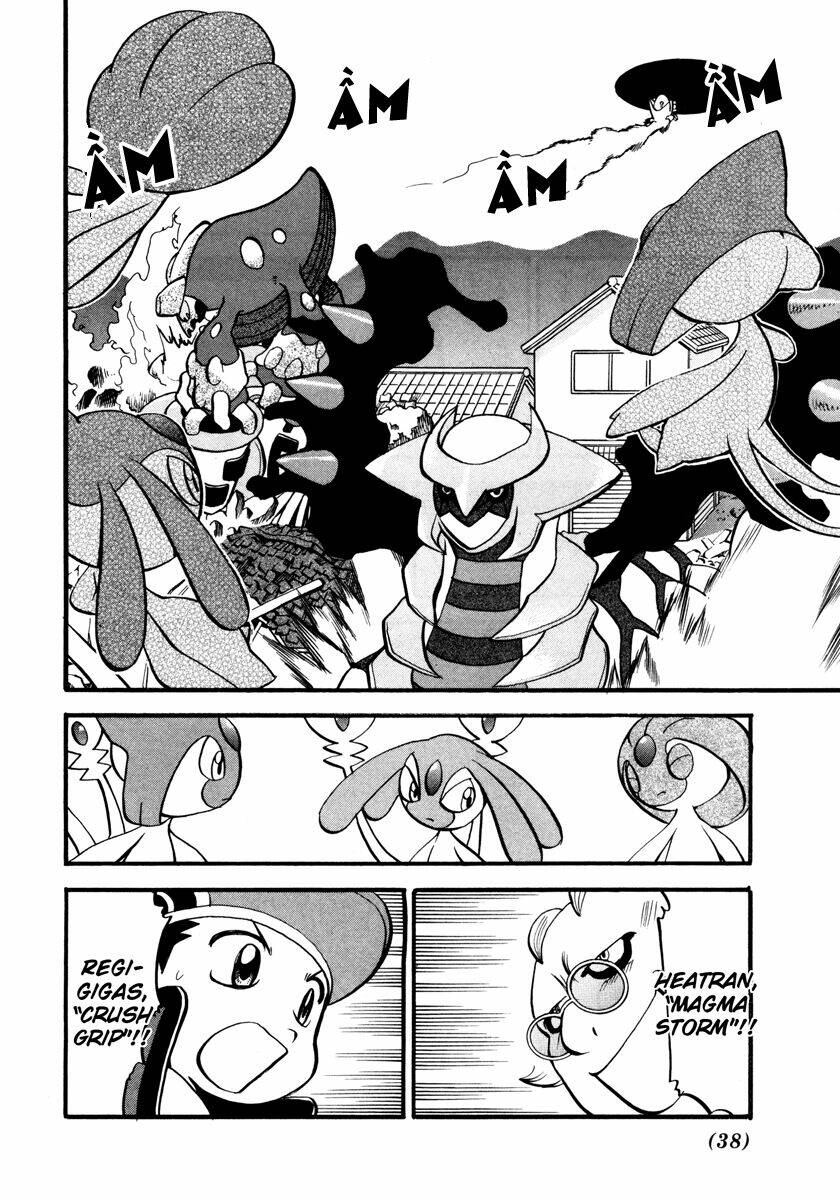 ẦM
ẦM
ẦM
ẦM
HEATRAN,
"MAGMA
STORM"!!
REGI-
GIGAS,
"CRUSH
GRIP"!!
(38)